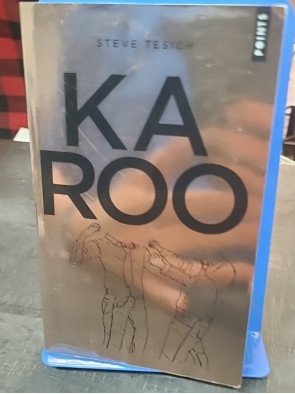 STEVE TESICH
POINTS
KA
ROO